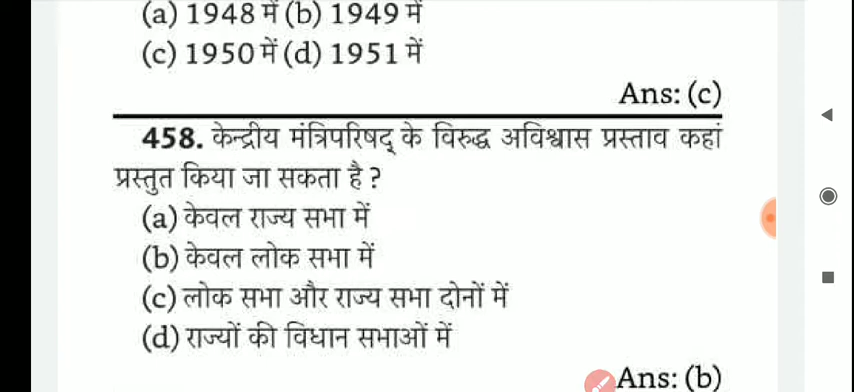 (a) 1948 में (b) 1949 में
(c) 1950 में (d) 1951 में
Ans: (c)
458. केन्द्रीय मंत्रिपरिषद् के विरुद्ध अविश्वास प्रस्ताव कहां
प्रस्तुत किया जा सकता है ?
(a) केवल राज्य सभा में
(b) केवल लोक सभा में
(c) लोक सभा और राज्य सभा दोनों में
(d) राज्यों की विधान सभाओं में
Ans: (b)